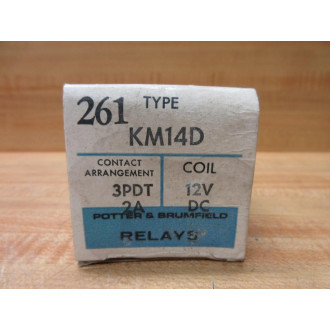 261 TYPE
KM14D
CONTACT ARRANGEMENT
COIL
3PDT
12V
2A
DC
POTTER & BRUMFIELD
RELAYS